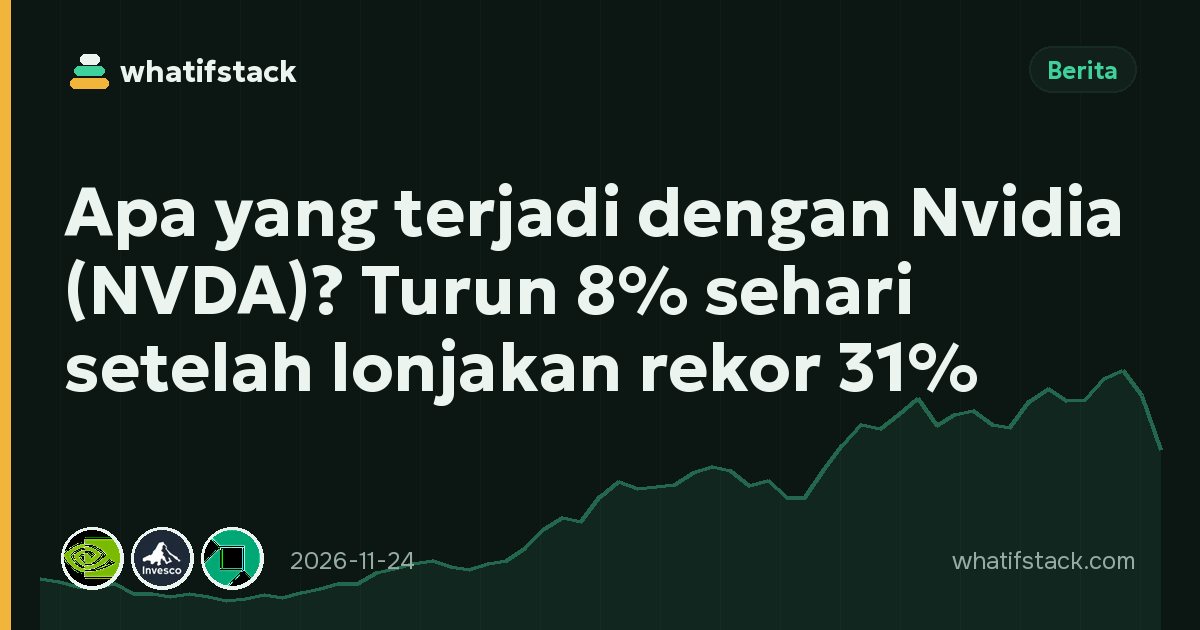 whatifstack
Berita
Apa yang terjadi dengan Nvidia
(NVDA)? Turun 8% sehari
setelah lonjakan rekor 31%
Invesco
2026-11-24
whatifstack.com